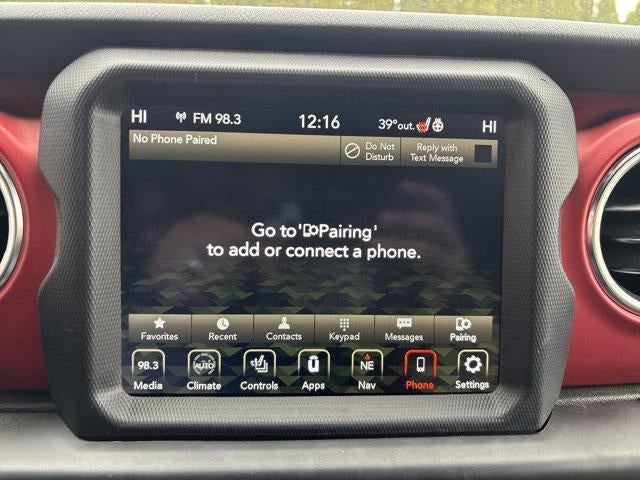 HI FM 98.3 12:16 39°out. HI
No Phone Paired
Do Not Disturb
Reply with Text Message
Go to 'Pairing'
to add or connect a phone.
Favorites Recent Contacts Keypad Messages Pairing
98.3 AUTO NE
Media Climate Controls Apps Nav Phone Settings